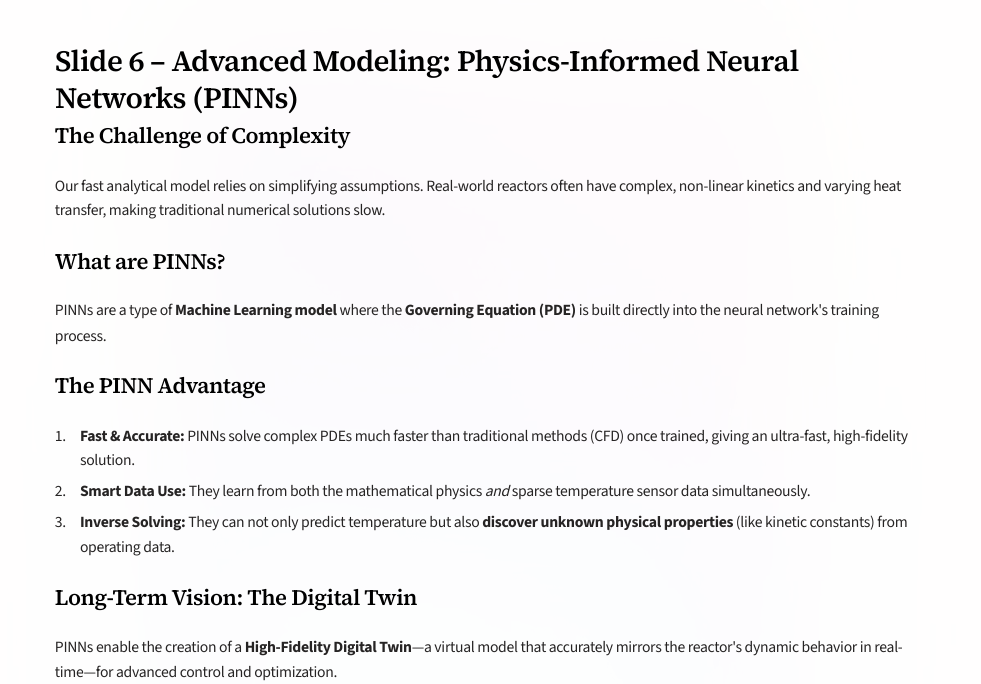 Slide 6 – Advanced Modeling: Physics-Informed Neural
Networks (PINNs)
The Challenge of Complexity
Our fast analytical model relies on simplifying assumptions. Real-world reactors often have complex, non-linear kinetics and varying heat
transfer, making traditional numerical solutions slow.
What are PINNs?
PINNs are a type of Machine Learning model where the Governing Equation (PDE) is built directly into the neural network's training
process.
The PINN Advantage
1. Fast & Accurate: PINNs solve complex PDEs much faster than traditional methods (CFD) once trained, giving an ultra-fast, high-fidelity
solution.
2. Smart Data Use: They learn from both the mathematical physics and sparse temperature sensor data simultaneously.
3. Inverse Solving: They can not only predict temperature but also discover unknown physical properties (like kinetic constants) from
operating data.
Long-Term Vision: The Digital Twin
PINNs enable the creation of a High-Fidelity Digital Twin—a virtual model that accurately mirrors the reactor's dynamic behavior in real-
time—for advanced control and optimization.